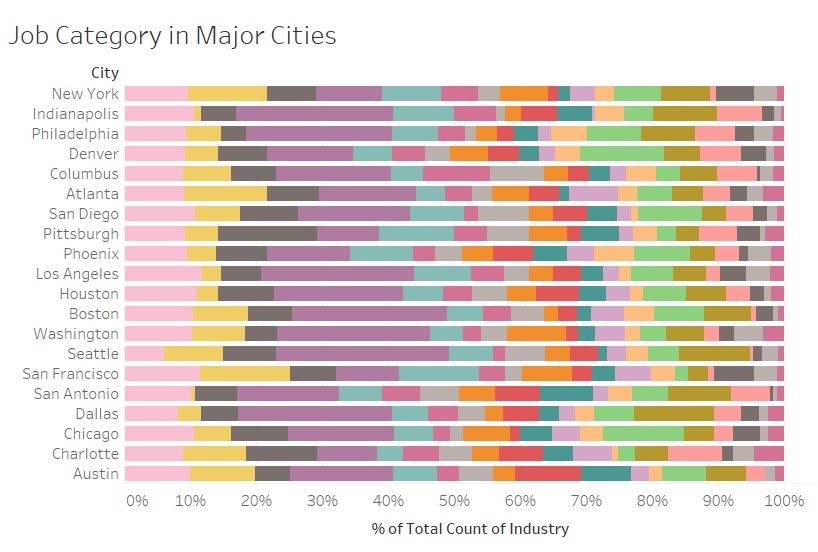 Job Category in Major Cities
City
New York
Indianapolis
Philadelphia
Denver
Columbus
Atlanta
San Diego
Pittsburgh
Phoenix
Los Angeles
Houston
Boston
Washington
Seattle
San Francisco
San Antonio
Dallas
Chicago
Charlotte
Austin
0% 10% 20% 30% 40% 50% 60% 70% 80% 90% 100%
% of Total Count of Industry